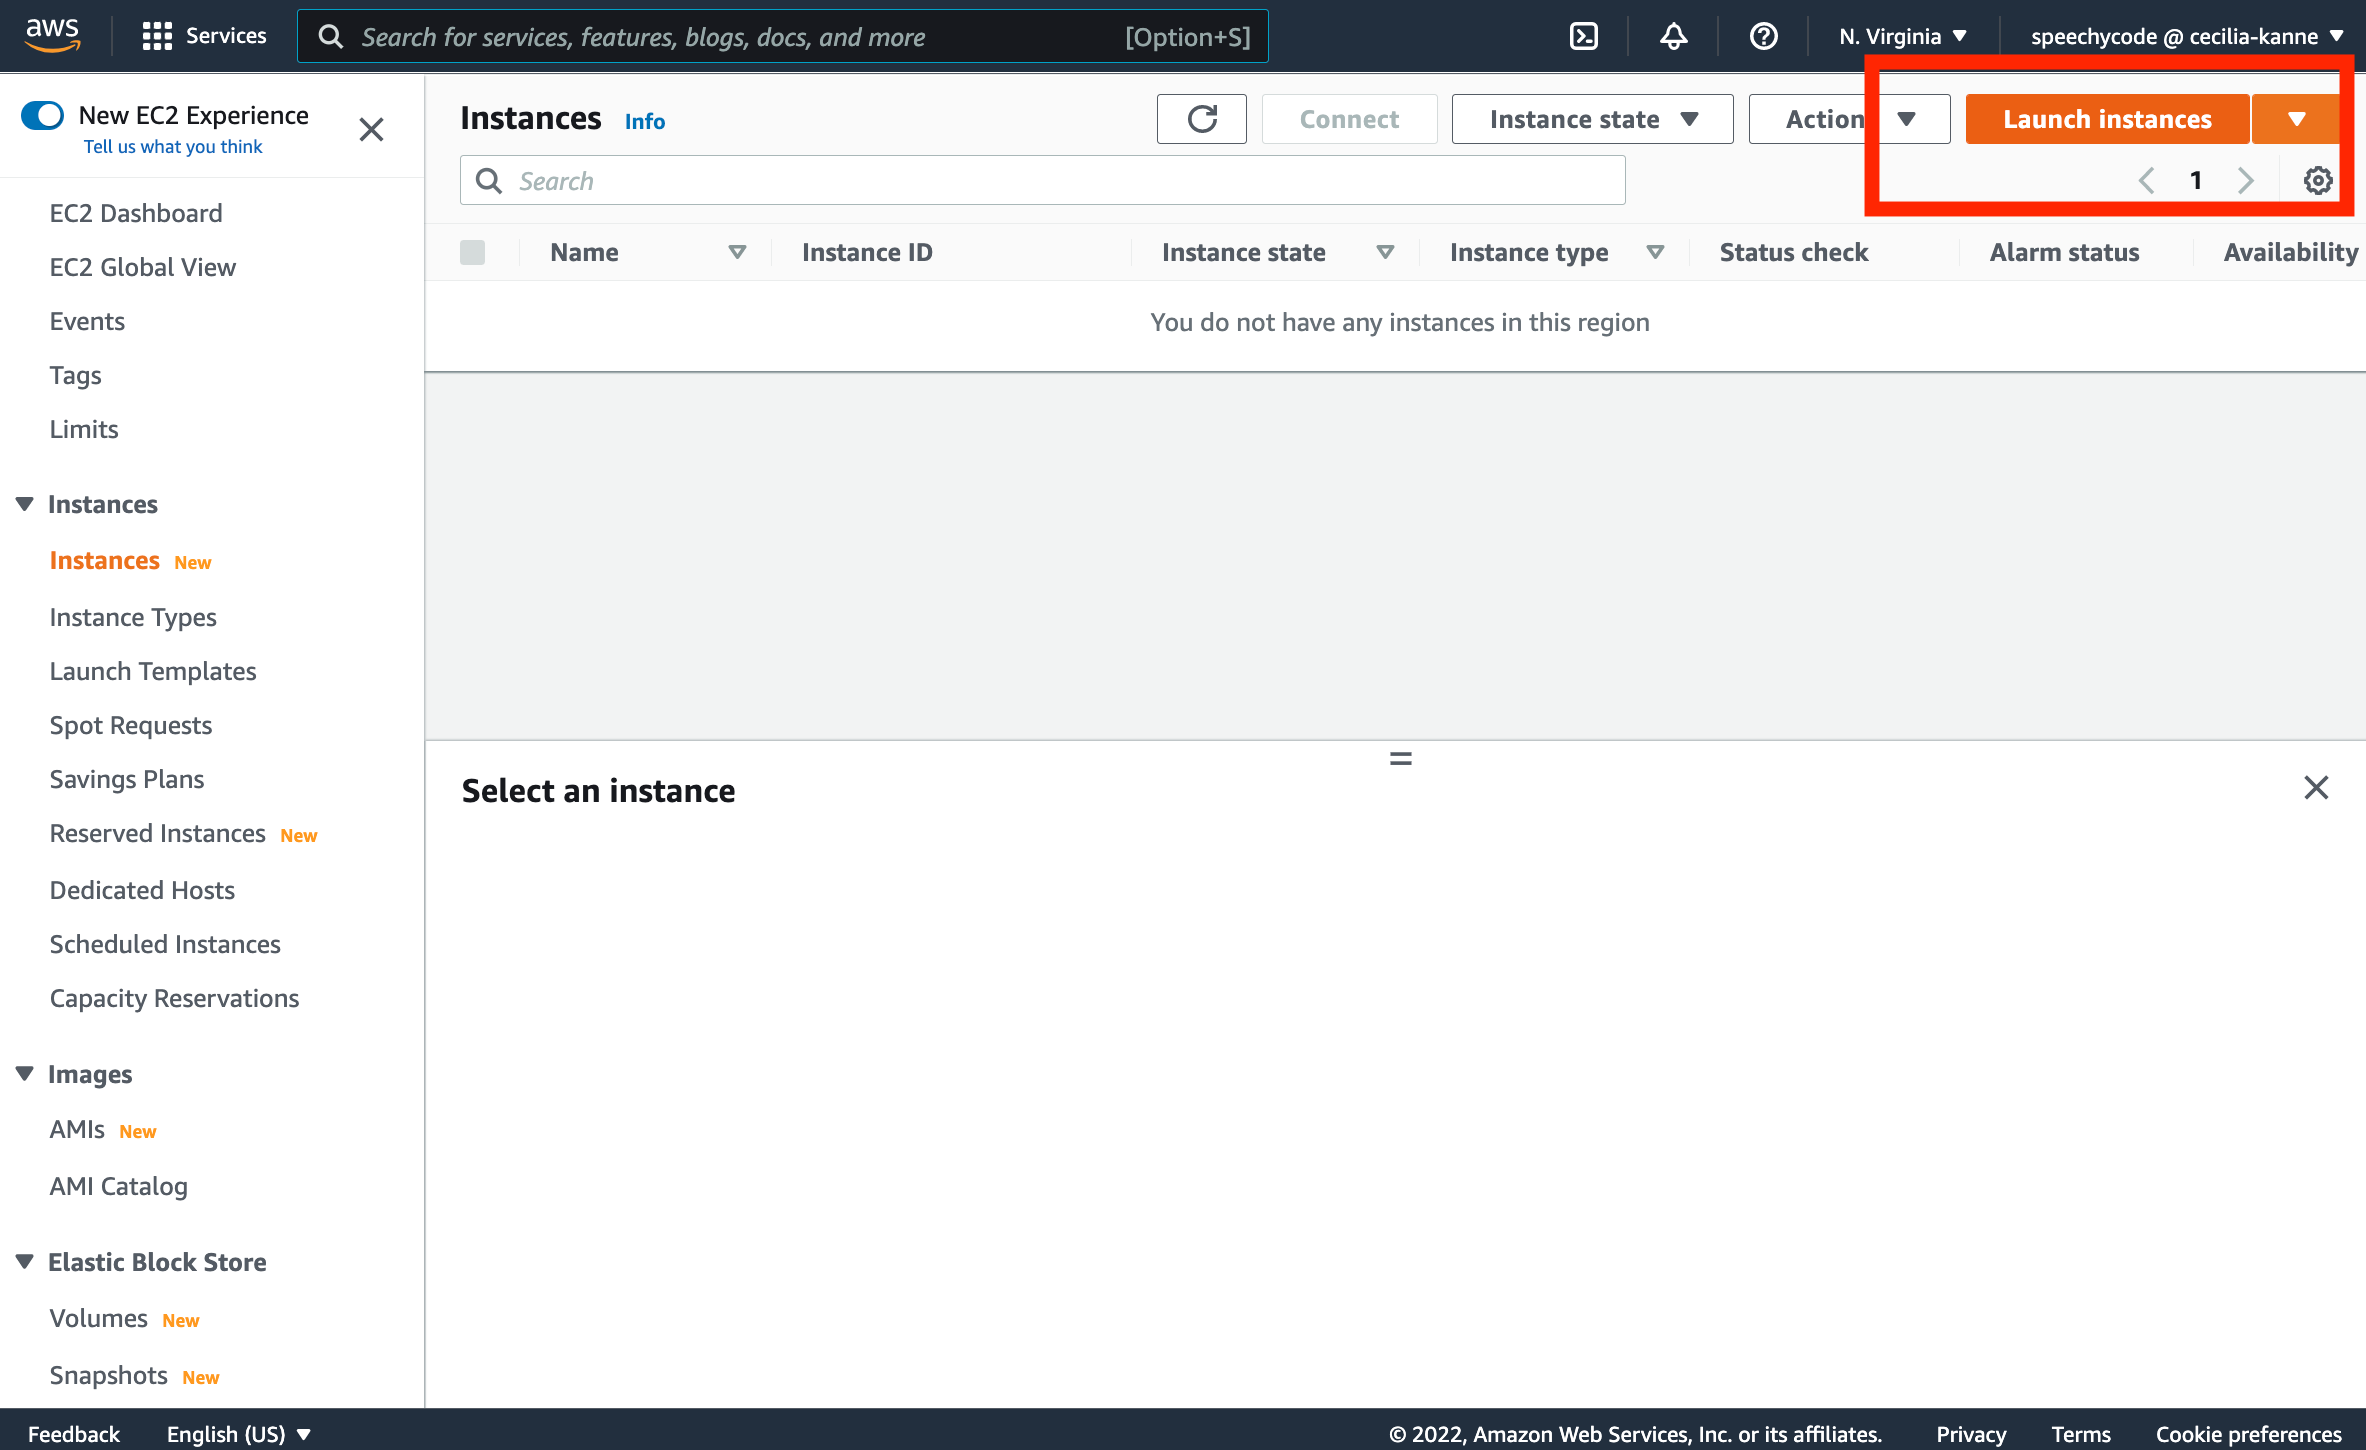 aws Services Search for services, features, blogs, docs, and more [Option+S] N. Virginia speechycode @ cecilia-kanne
New EC2 Experience
Tell us what you think
EC2 Dashboard
EC2 Global View
Events
Tags
Limits
Instances
Instances New
Instance Types
Launch Templates
Spot Requests
Savings Plans
Reserved Instances New
Dedicated Hosts
Scheduled Instances
Capacity Reservations
Images
AMIs New
AMI Catalog
Elastic Block Store
Volumes New
Snapshots New
Instances Info Connect Instance state Action Launch instances
Search 1
Name Instance ID Instance state Instance type Status check Alarm status Availability
You do not have any instances in this region
Select an instance
Feedback English (US) © 2022, Amazon Web Services, Inc. or its affiliates. Privacy Terms Cookie preferences